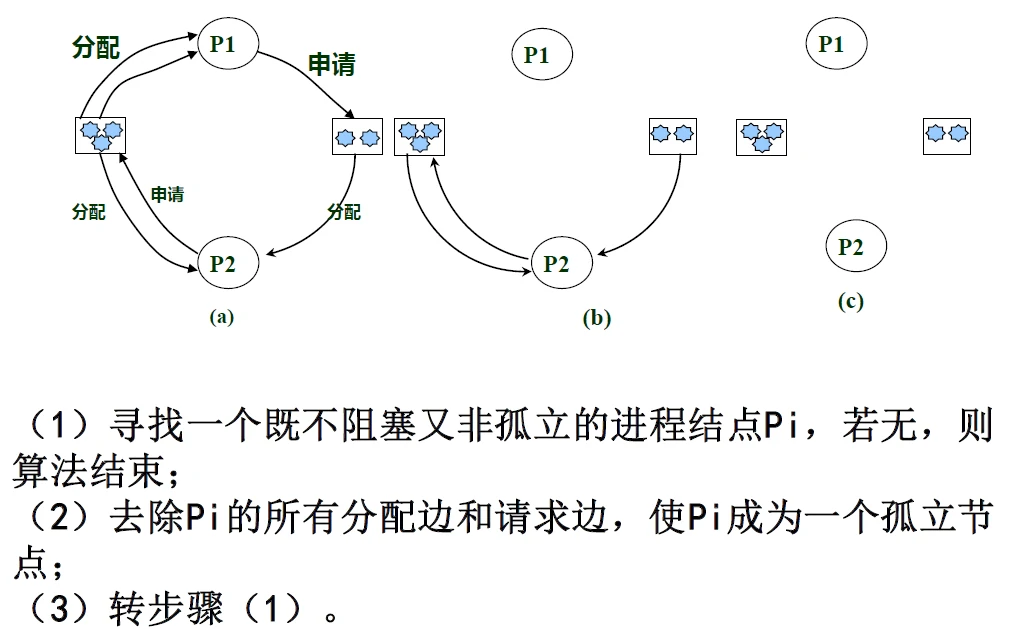 分配
P1
申请
申请
分配
分配
P2
(a)
P1
P2
(b)
P1
P2
(c)
（1）寻找一个既不阻塞又非孤立的进程结点Pi，若无，则
算法结束；
（2）去除Pi的所有分配边和请求边，使Pi成为一个孤立节
点；
（3）转步骤（1）。